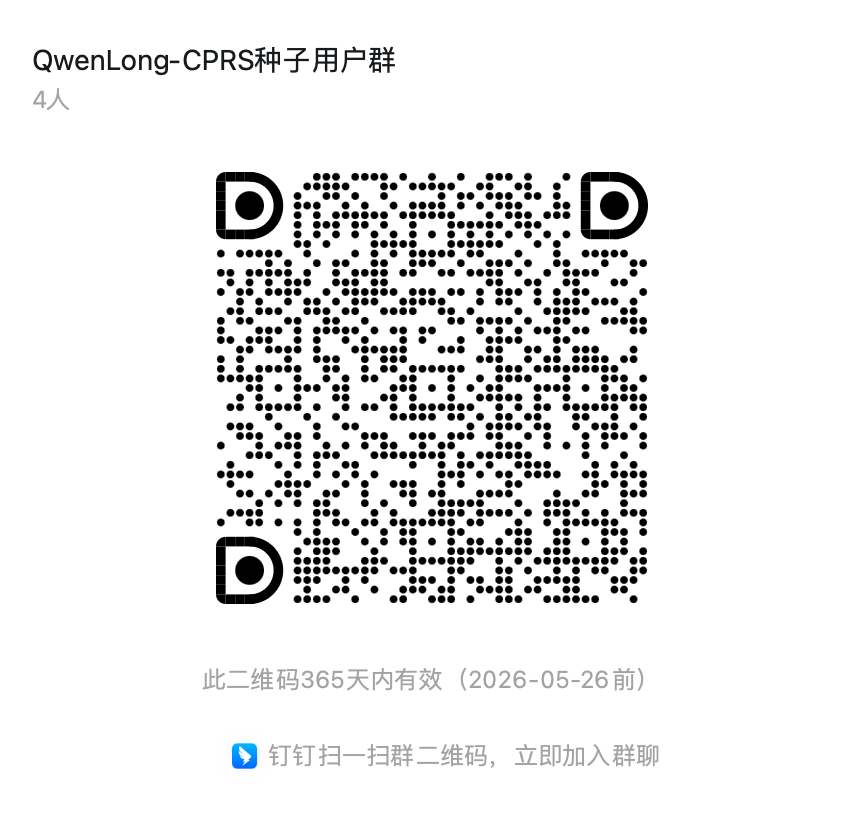 QwenLong-CPRS种子用户群
4人
此二维码365天内有效（2026-05-26前）
钉钉扫一扫群二维码，立即加入群聊